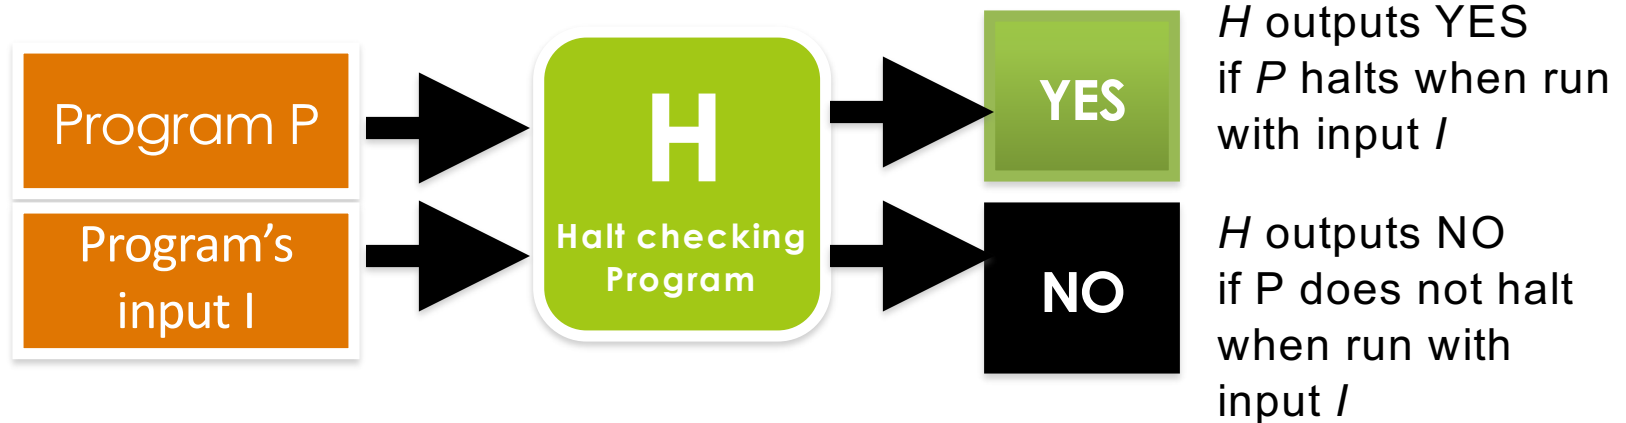 Program P
Program's
input I
H
Halt checking
Program
YES
H outputs YES
if P halts when run
with input I
NO
H outputs NO
if P does not halt
when run with
input I